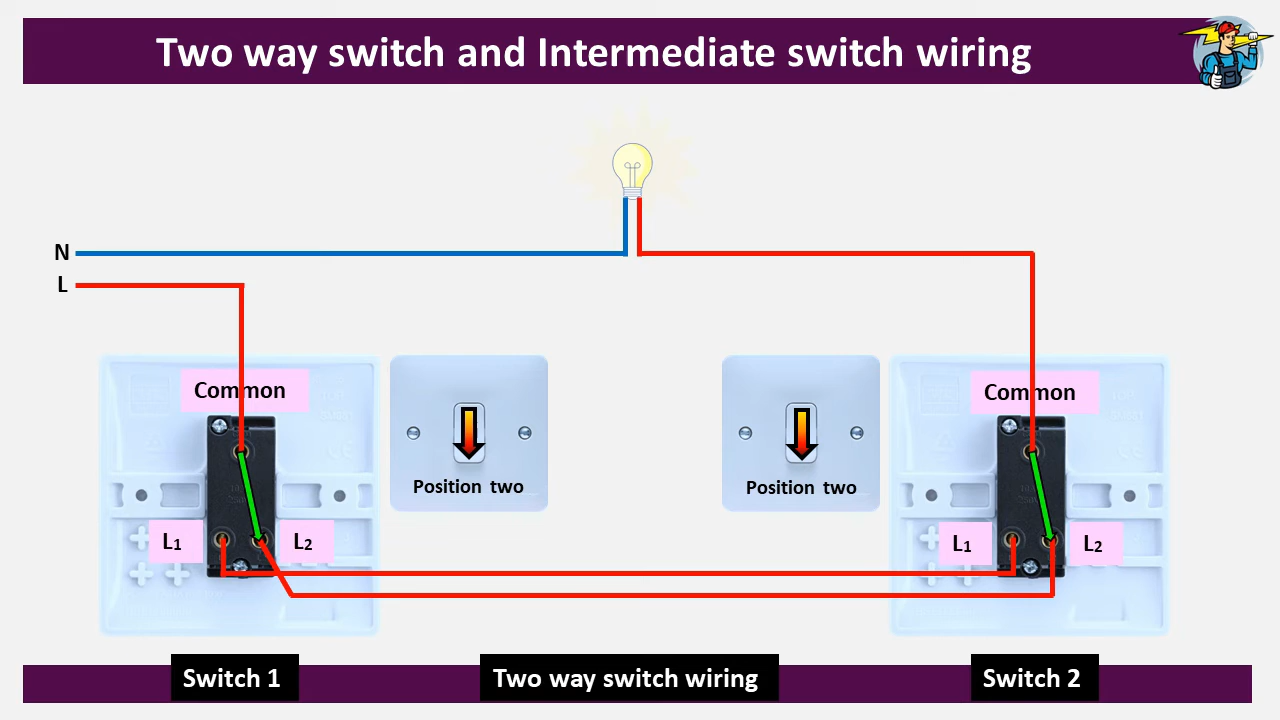 Two way switch and Intermediate switch wiring
N
L
Common
Common
Position two
Position two
L1
L2
L1
L2
Switch 1
Two way switch wiring
Switch 2